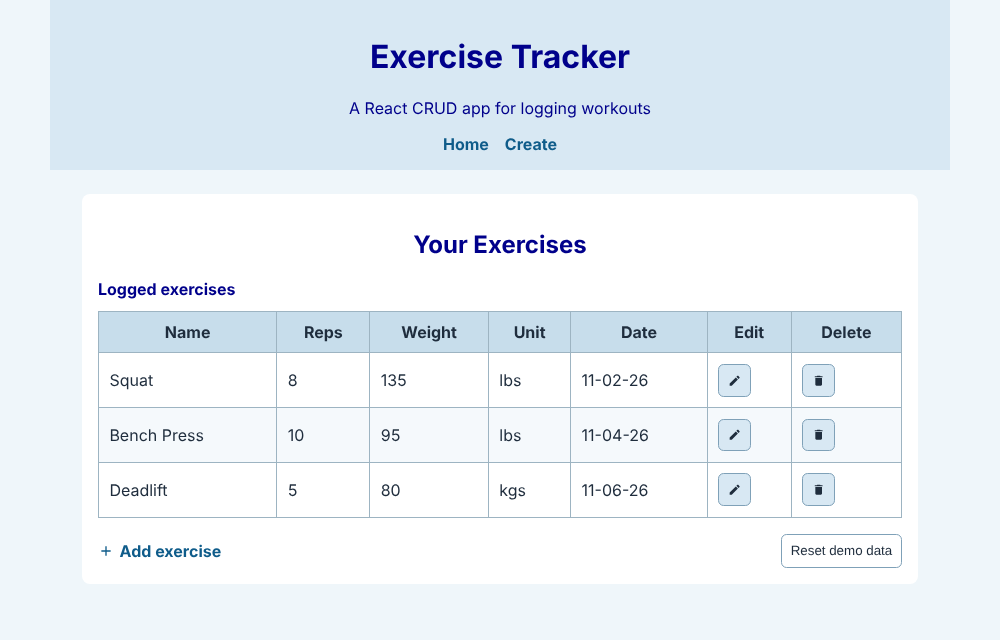 Exercise Tracker
A React CRUD app for logging workouts
Home Create
Your Exercises
Logged exercises
Name Reps Weight Unit Date Edit Delete
Squat 8 135 lbs 11-02-26
Bench Press 10 95 lbs 11-04-26
Deadlift 5 80 kgs 11-06-26
+ Add exercise Reset demo data